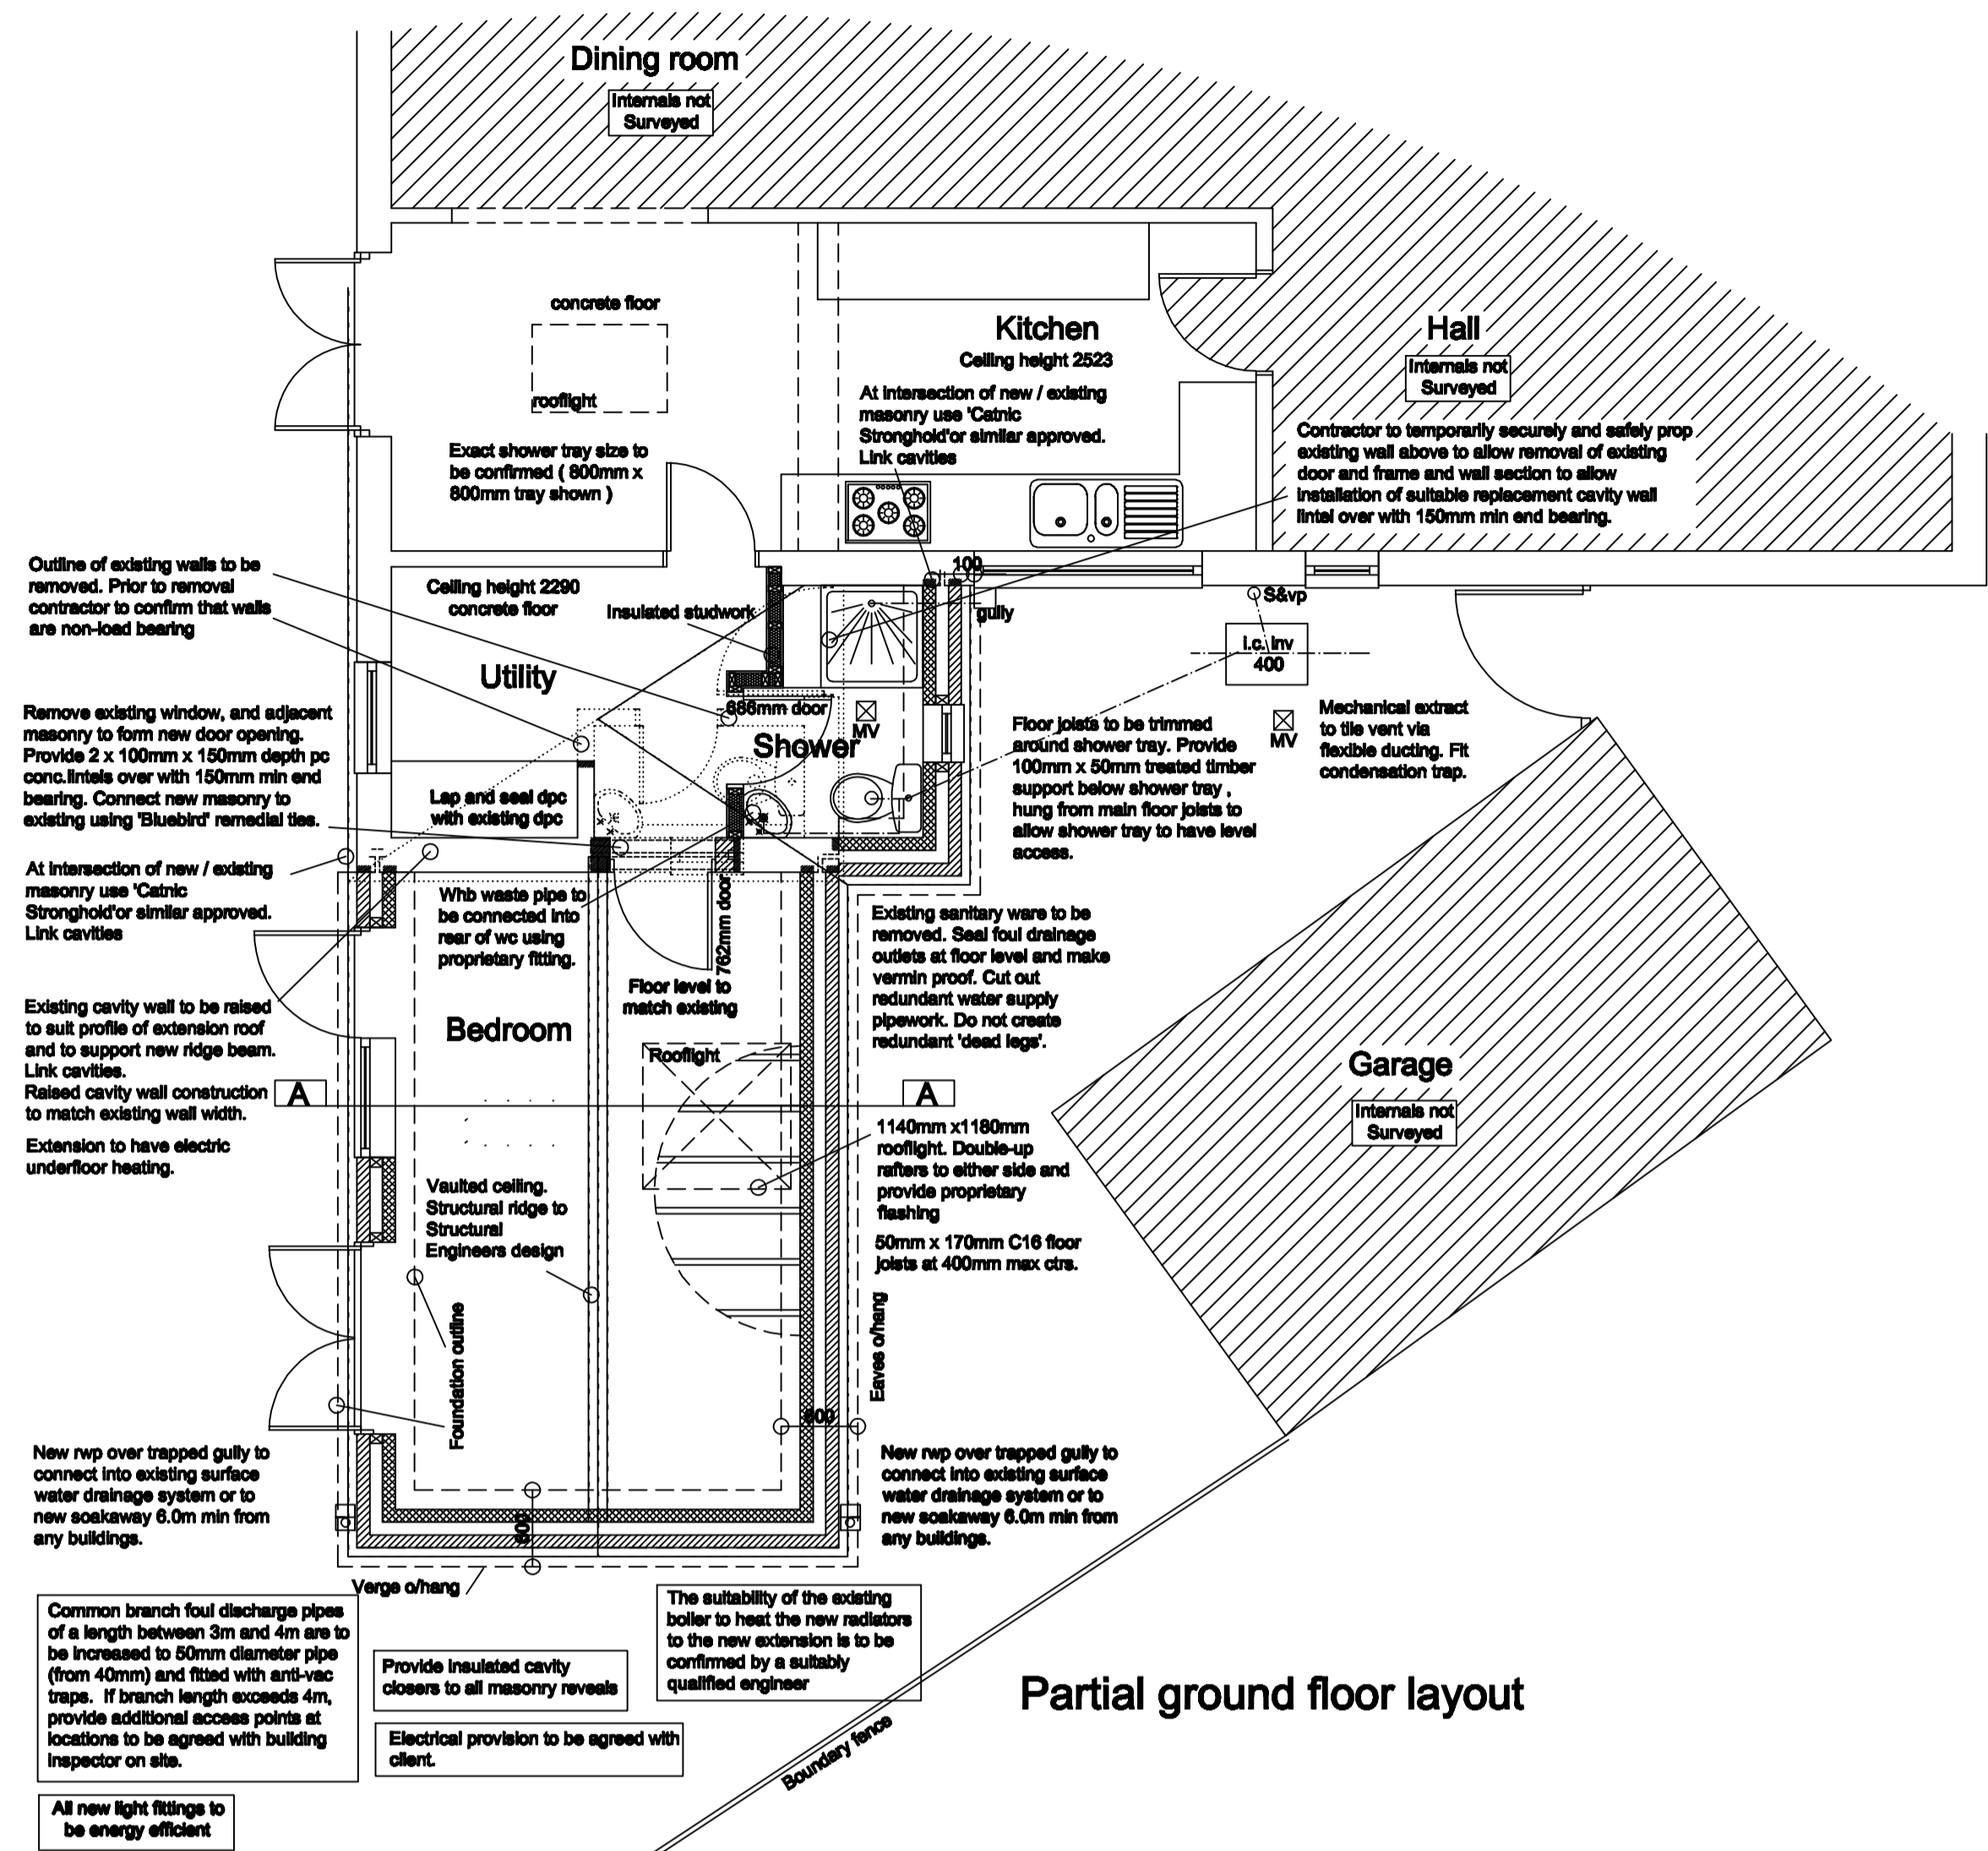 Dining room
Internals not
Surveyed
concrete floor
rooflight
Kitchen
Ceiling height 2523
Hall
Internals not
Surveyed
At intersection of new / existing
masonry use 'Catnic
Stronghold'or similar approved.
Link cavities
Contractor to temporarily securely and safely prop
existing wall above to allow removal of existing
door and frame and wall section to allow
installation of suitable replacement cavity wall
lintel over with 150mm min end bearing.
Exact shower tray size to
be confirmed ( 800mm x
800mm tray shown )
Outline of existing walls to be
removed. Prior to removal
contractor to confirm that walls
are non-load bearing
Ceiling height 2290
concrete floor
Insulated studwork
100
gully
S&vp
i.c. inv
400
Utility
Remove existing window, and adjacent
masonry to form new door opening.
Provide 2 x 100mm x 150mm depth pc
conc.lintels over with 150mm min end
bearing. Connect new masonry to
existing using 'Bluebird' remedial ties.
686mm door
MV
Shower
Floor joists to be trimmed
around shower tray. Provide
100mm x 50mm treated timber
support below shower tray ,
hung from main floor joists to
allow shower tray to have level
access.
MV
Mechanical extract
to tile vent via
flexible ducting. Fit
condensation trap.
Lap and seal dpc
with existing dpc
At intersection of new / existing
masonry use 'Catnic
Stronghold'or similar approved.
Link cavities
Whb waste pipe to
be connected into
rear of wc using
proprietary fitting.
762mm door
Floor level to
match existing
Existing sanitary ware to be
removed. Seal foul drainage
outlets at floor level and make
vermin proof. Cut out
redundant water supply
pipework. Do not create
redundant 'dead legs'.
Existing cavity wall to be raised
to suit profile of extension roof
and to support new ridge beam.
Link cavities.
Raised cavity wall construction
to match existing wall width.
Extension to have electric
underfloor heating.
Bedroom
Rooflight
A
A
Garage
Internals not
Surveyed
1140mm x1180mm
rooflight. Double-up
rafters to either side and
provide proprietary
flashing
50mm x 170mm C16 floor
joists at 400mm max ctrs.
Vaulted ceiling.
Structural ridge to
Structural
Engineers design
Foundation outline
Eaves o/hang
600
600
New rwp over trapped gully to
connect into existing surface
water drainage system or to
new soakaway 6.0m min from
any buildings.
New rwp over trapped gully to
connect into existing surface
water drainage system or to
new soakaway 6.0m min from
any buildings.
Verge o/hang
Common branch foul discharge pipes
of a length between 3m and 4m are to
be increased to 50mm diameter pipe
(from 40mm) and fitted with anti-vac
traps. If branch length exceeds 4m,
provide additional access points at
locations to be agreed with building
inspector on site.
Provide insulated cavity
closers to all masonry reveals
The suitability of the existing
boiler to heat the new radiators
to the new extension is to be
confirmed by a suitably
qualified engineer
Electrical provision to be agreed with
client.
All new light fittings to
be energy efficient
Boundary fence
Partial ground floor layout